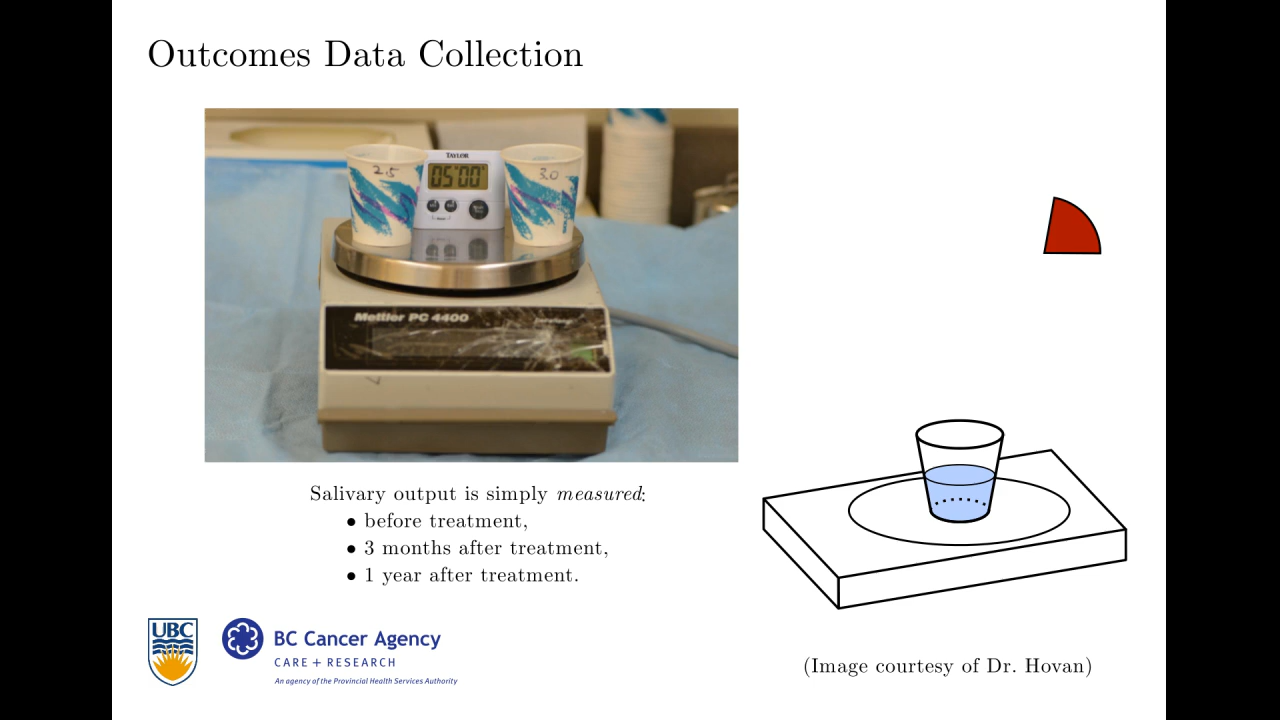 Outcomes Data Collection
2.5
TAYLOR
05:00
3.0
Mettler PC 4400
Salivary output is simply measured:
• before treatment,
• 3 months after treatment,
• 1 year after treatment.
UBC
BC Cancer Agency
CARE + RESEARCH
An agency of the Provincial Health Services Authority
(Image courtesy of Dr. Hovan)